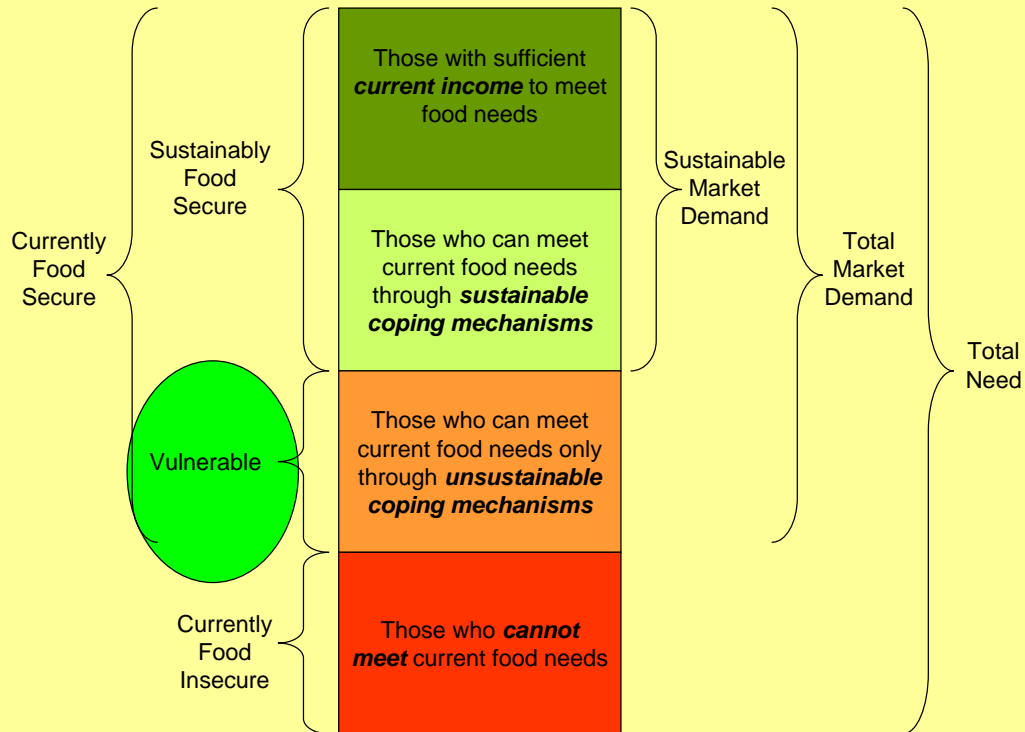 Those with sufficient
current income to meet
food needs
Sustainably
Food
Secure
Sustainable
Market
Demand
Currently
Food
Secure
Those who can meet
current food needs
through sustainable
coping mechanisms
Total
Market
Demand
Total
Need
Vulnerable
Those who can meet
current food needs only
through unsustainable
coping mechanisms
Currently
Food
Insecure
Those who cannot
meet current food needs